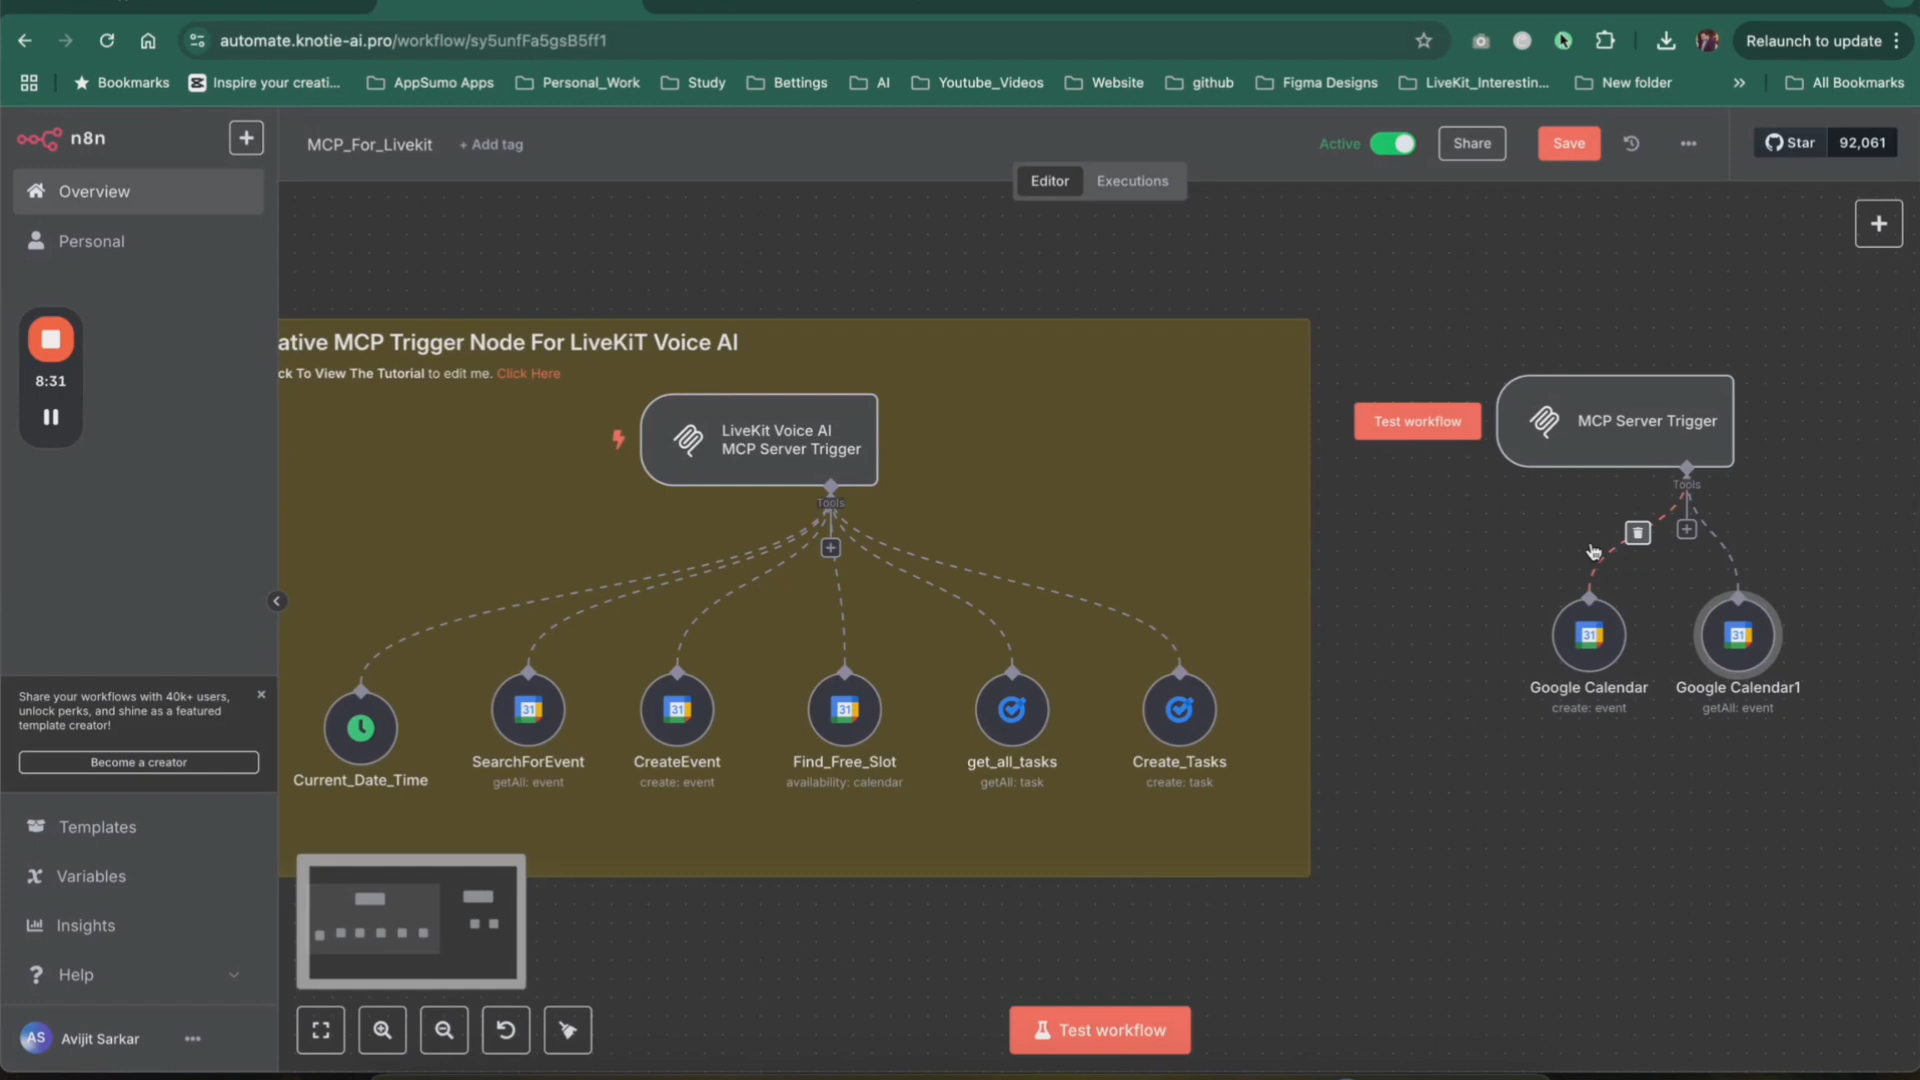 automate.knotie-ai.pro/workflow/sy5unfFa5gsB5ff1
Relaunch to update
Bookmarks
Inspire your creati...
AppSumo Apps
Personal_Work
Study
Bettings
AI
Youtube_Videos
Website
github
Figma Designs
LiveKit_Interestin...
New folder
All Bookmarks
n8n
MCP_For_Livekit
+ Add tag
Active
Share
Save
Star
92,061
Overview
Personal
Editor
Executions
8:31
ative MCP Trigger Node For LiveKiT Voice AI
ck To View The Tutorial to edit me. Click Here
LiveKit Voice AI
MCP Server Trigger
Tools
Test workflow
MCP Server Trigger
Tools
31
31
Google Calendar
create: event
Google Calendar1
getAll: event
31
31
31
Current_Date_Time
SearchForEvent
getAll: event
CreateEvent
create: event
Find_Free_Slot
availability: calendar
get_all_tasks
getAll: task
Create_Tasks
create: task
Share your workflows with 40k+ users,
unlock perks, and shine as a featured
template creator!
Become a creator
Templates
Variables
Insights
Help
AS
Avijit Sarkar
Test workflow